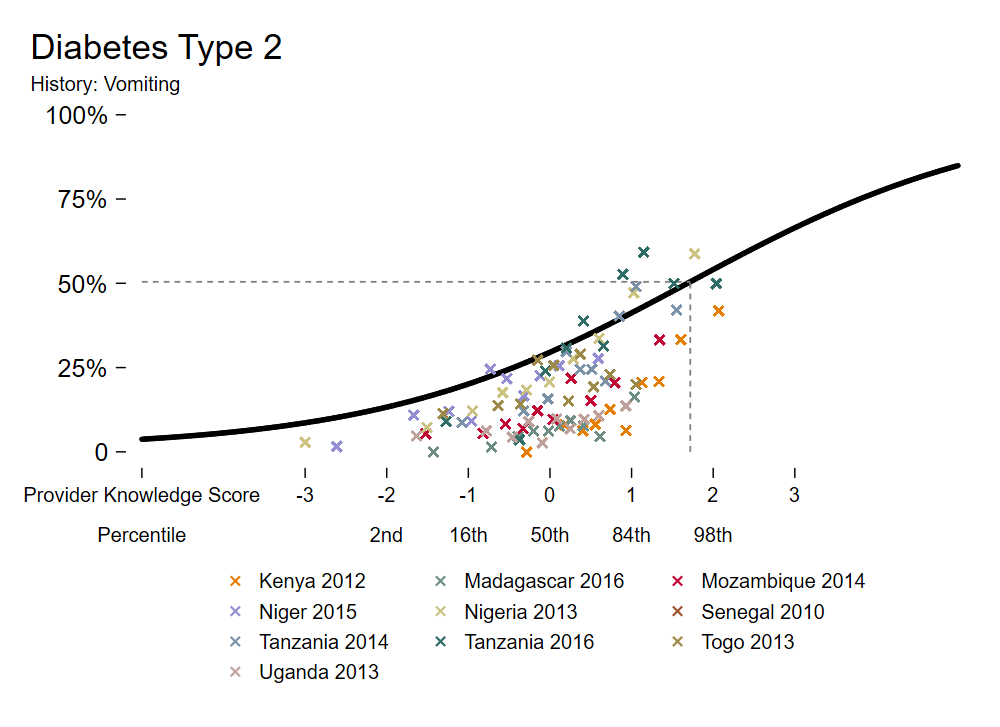 Diabetes Type 2
History: Vomiting
100%
75%
50%
25%
0
Provider Knowledge Score -3 -2 -1 0 1 2 3
Percentile 2nd 16th 50th 84th 98th
Kenya 2012 Madagascar 2016 Mozambique 2014
Niger 2015 Nigeria 2013 Senegal 2010
Tanzania 2014 Tanzania 2016 Togo 2013
Uganda 2013